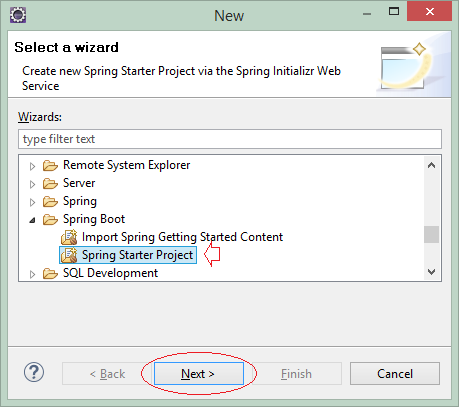 New
Select a wizard
Create new Spring Starter Project via the Spring Initializr Web
Service
Wizards:
type filter text
Remote System Explorer
Server
Spring
Spring Boot
Import Spring Getting Started Content
Spring Starter Project
SQL Development
? < Back Next > Finish Cancel